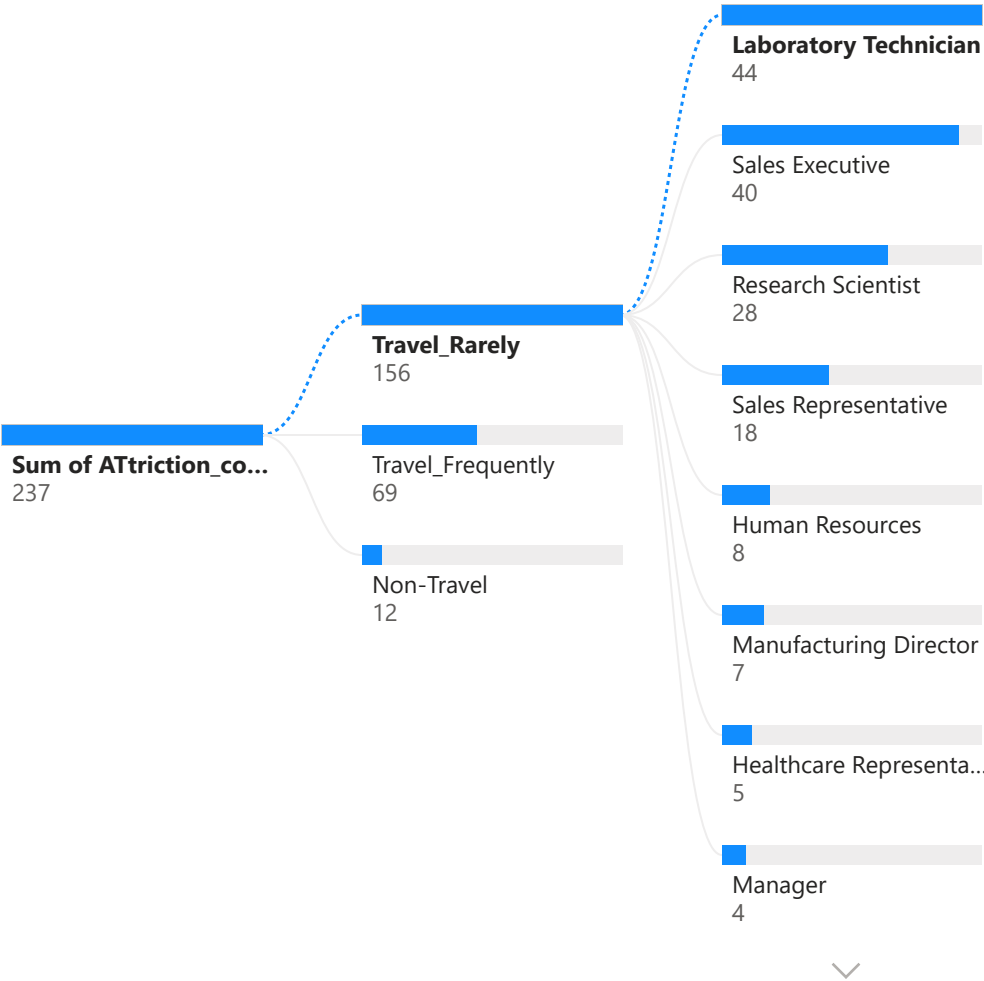 Sum of ATtriction_co...
237
Travel_Rarely
156
Travel_Frequently
69
Non-Travel
12
Laboratory Technician
44
Sales Executive
40
Research Scientist
28
Sales Representative
18
Human Resources
8
Manufacturing Director
7
Healthcare Representa...
5
Manager
4